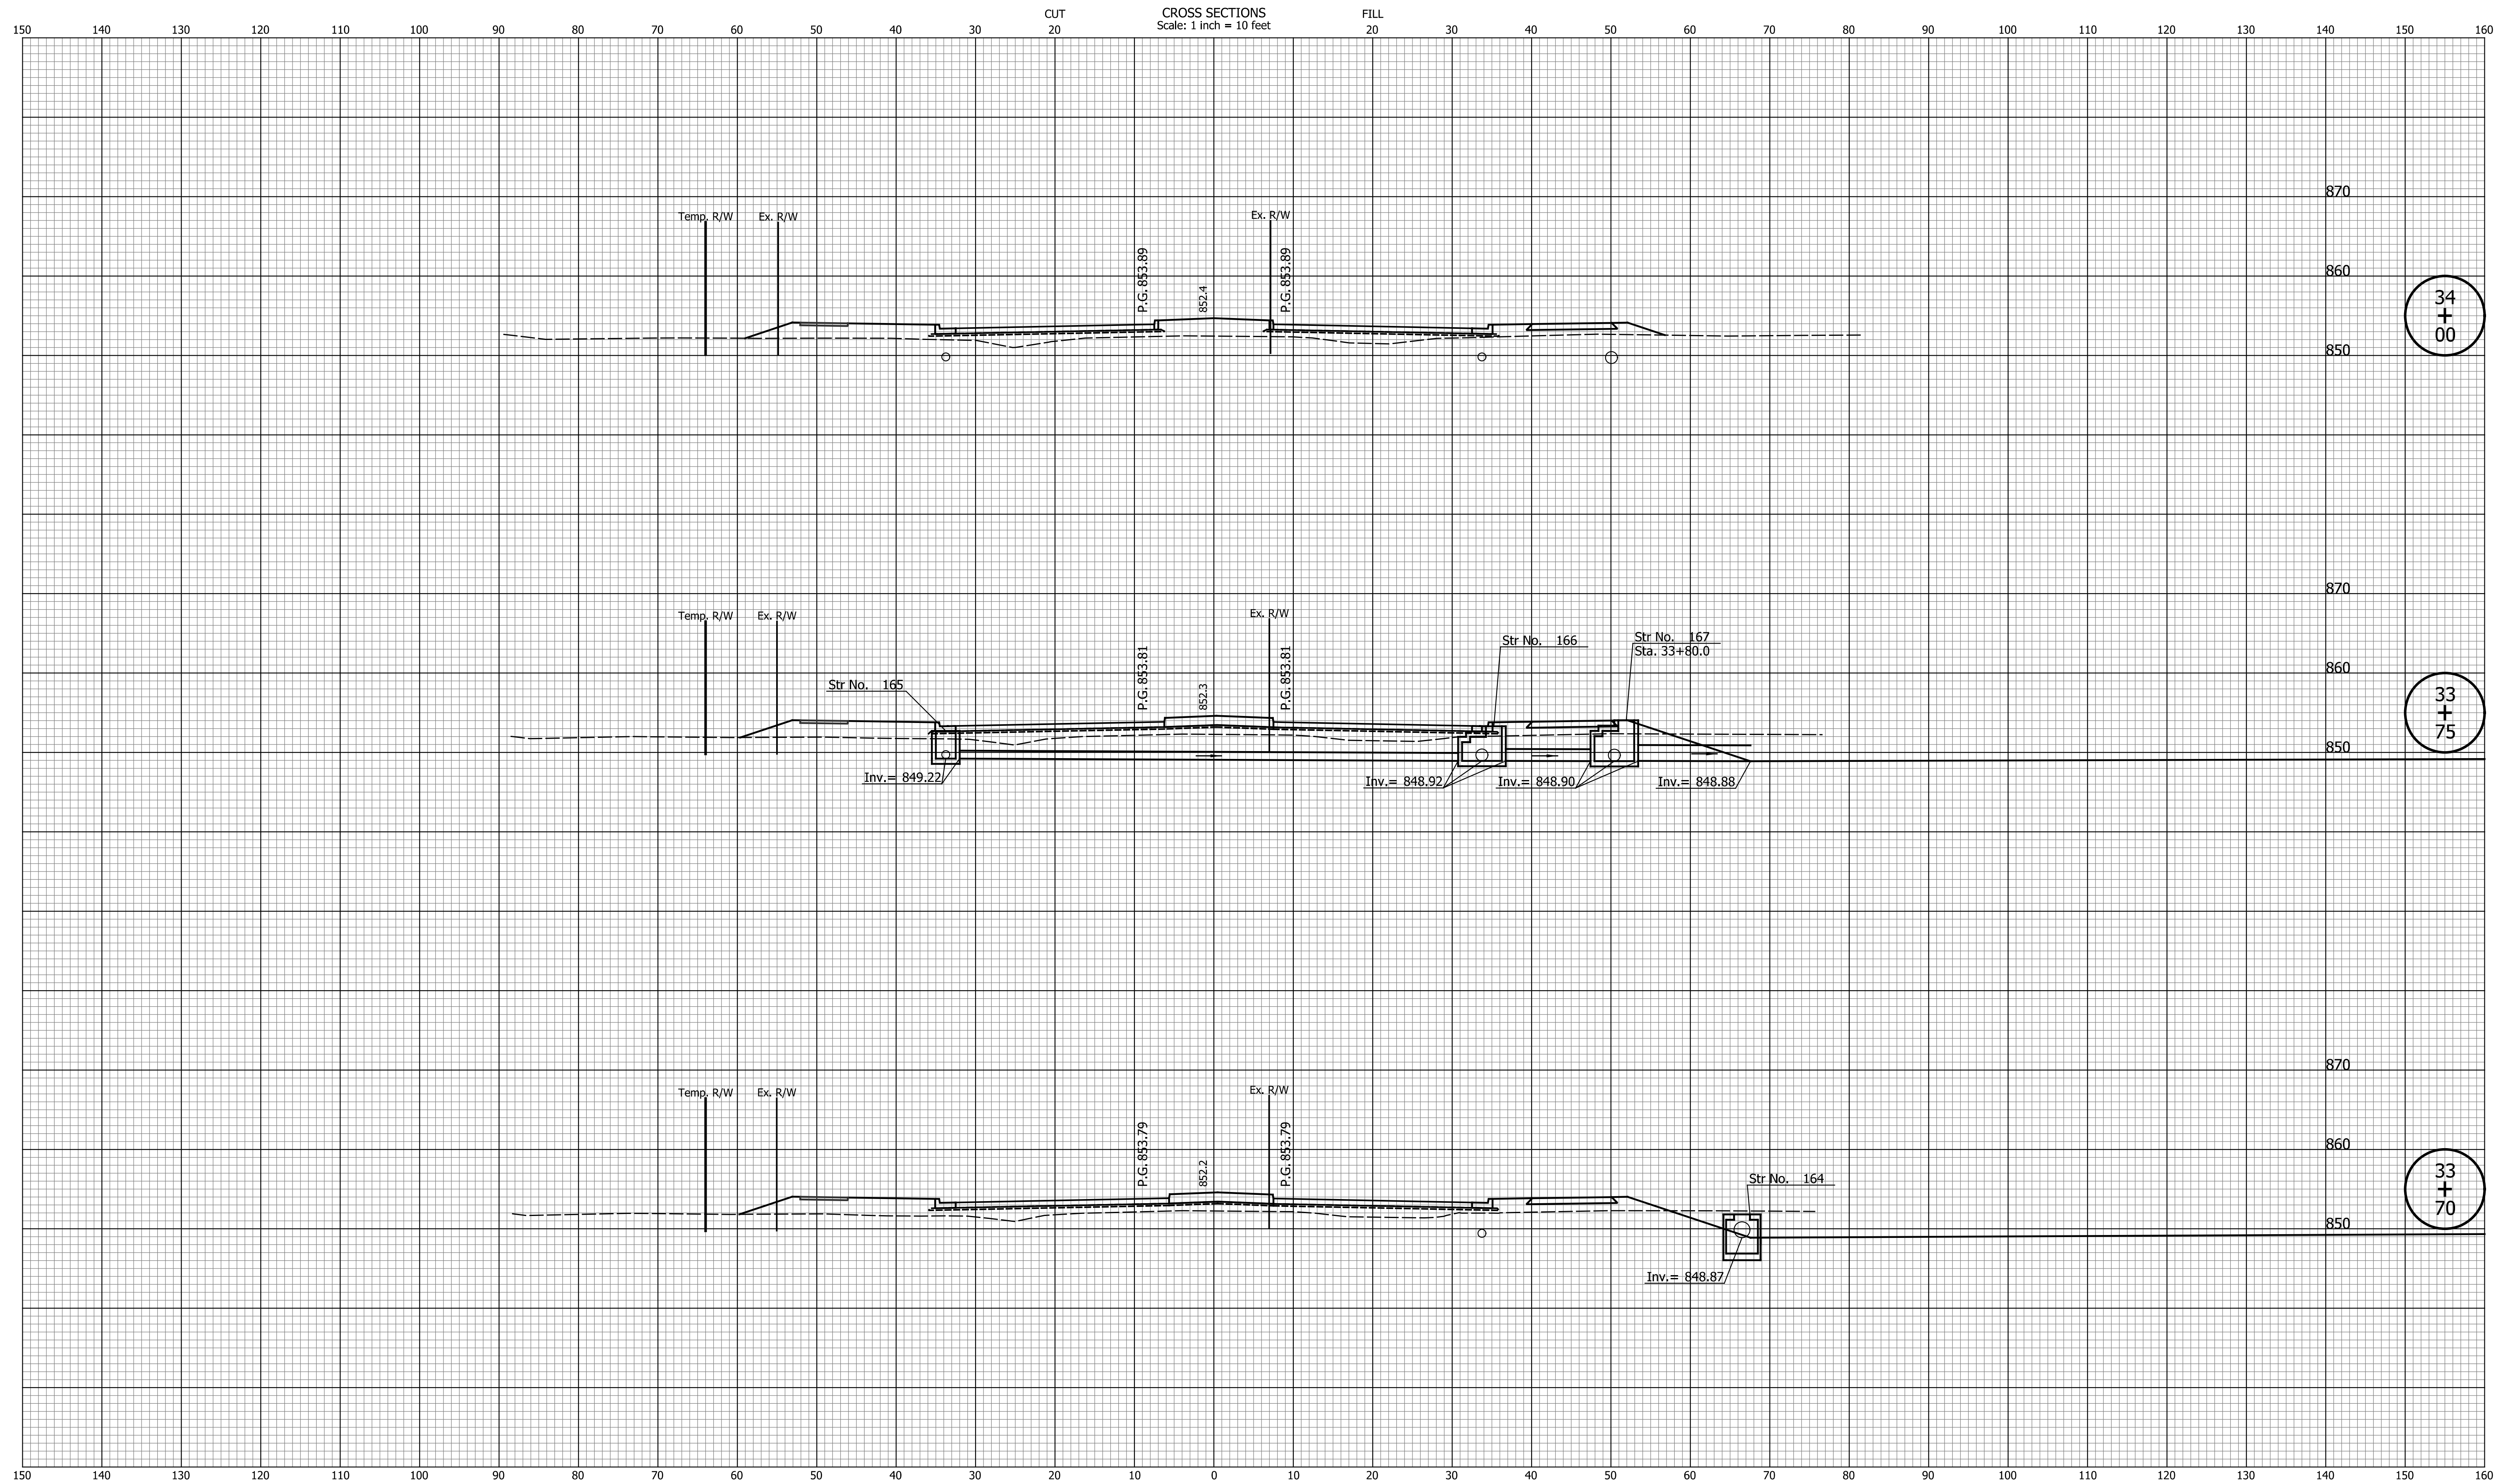 CUT CROSS SECTIONS FILL
Scale: 1 inch = 10 feet
150 140 130 120 110 100 90 80 70 60 50 40 30 20 10 0 10 20 30 40 50 60 70 80 90 100 110 120 130 140 150 160
870
Temp. R/W Ex. R/W Ex. R/W
P.G. 853.89
852.4
P.G. 853.89
860
34
+
00
850
870
Temp. R/W Ex. R/W Ex. R/W
Str No. 166
Str No. 167
Sta. 33+80.0
P.G. 853.81
852.3
P.G. 853.81
860
Str No. 165
33
+
75
850
Inv.= 849.22
Inv.= 848.92
Inv.= 848.90
Inv.= 848.88
870
Temp. R/W Ex. R/W Ex. R/W
P.G. 853.79
852.2
P.G. 853.79
860
Str No. 164
33
+
70
850
Inv.= 848.87
150 140 130 120 110 100 90 80 70 60 50 40 30 20 10 0 10 20 30 40 50 60 70 80 90 100 110 120 130 140 150 160